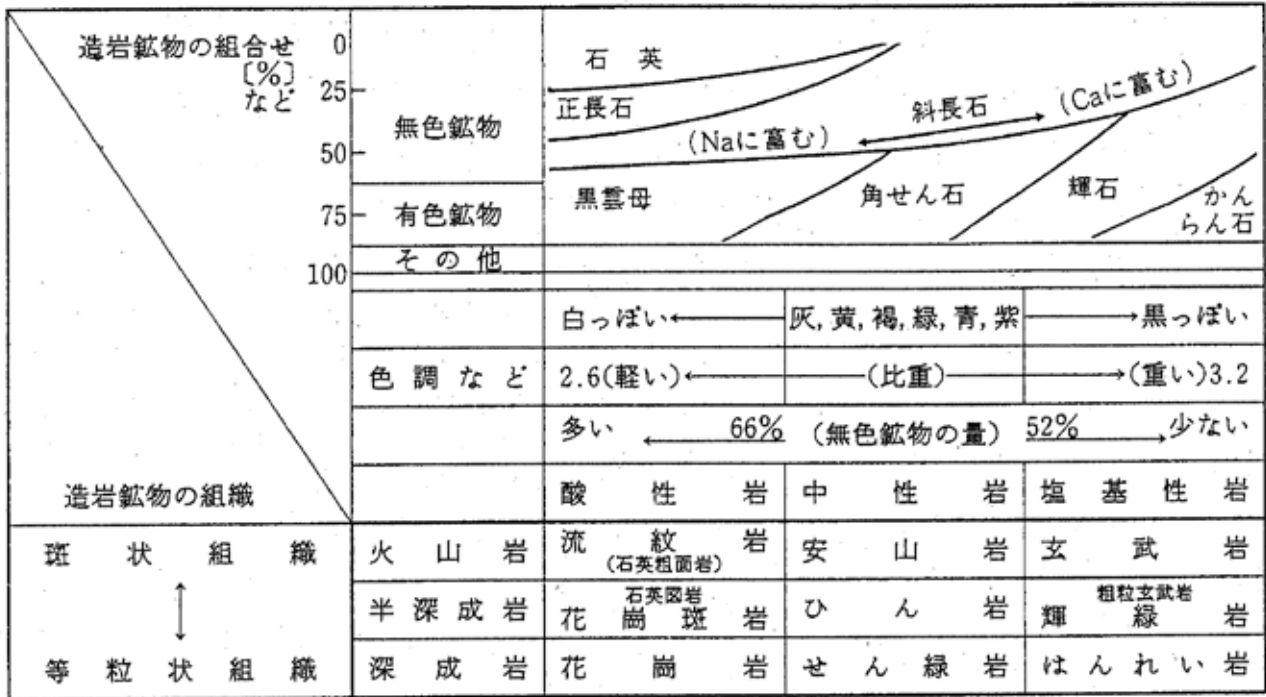 造岩鉱物の組合せ
〔%〕
など
0
25
50
75
100
無色鉱物
有色鉱物
その他
石英
正長石
(Naに富む)
斜長石
(Caに富む)
黒雲母
角せん石
輝石
かん
らん石
白っぽい← 灰,黄,褐,緑,青,紫 →黒っぽい
色調など 2.6(軽い)← (比重) →(重い)3.2
多い ← 66% (無色鉱物の量) 52% → 少ない
造岩鉱物の組織
酸性岩 中性岩 塩基性岩
斑状組織 火山岩 流紋岩 安山岩 玄武岩
(石英粗面岩)
石英図岩 粗粒玄武岩
半深成岩 花崗斑岩 ひん岩 輝緑岩
等粒状組織 深成岩 花崗岩 せん緑岩 はんれい岩